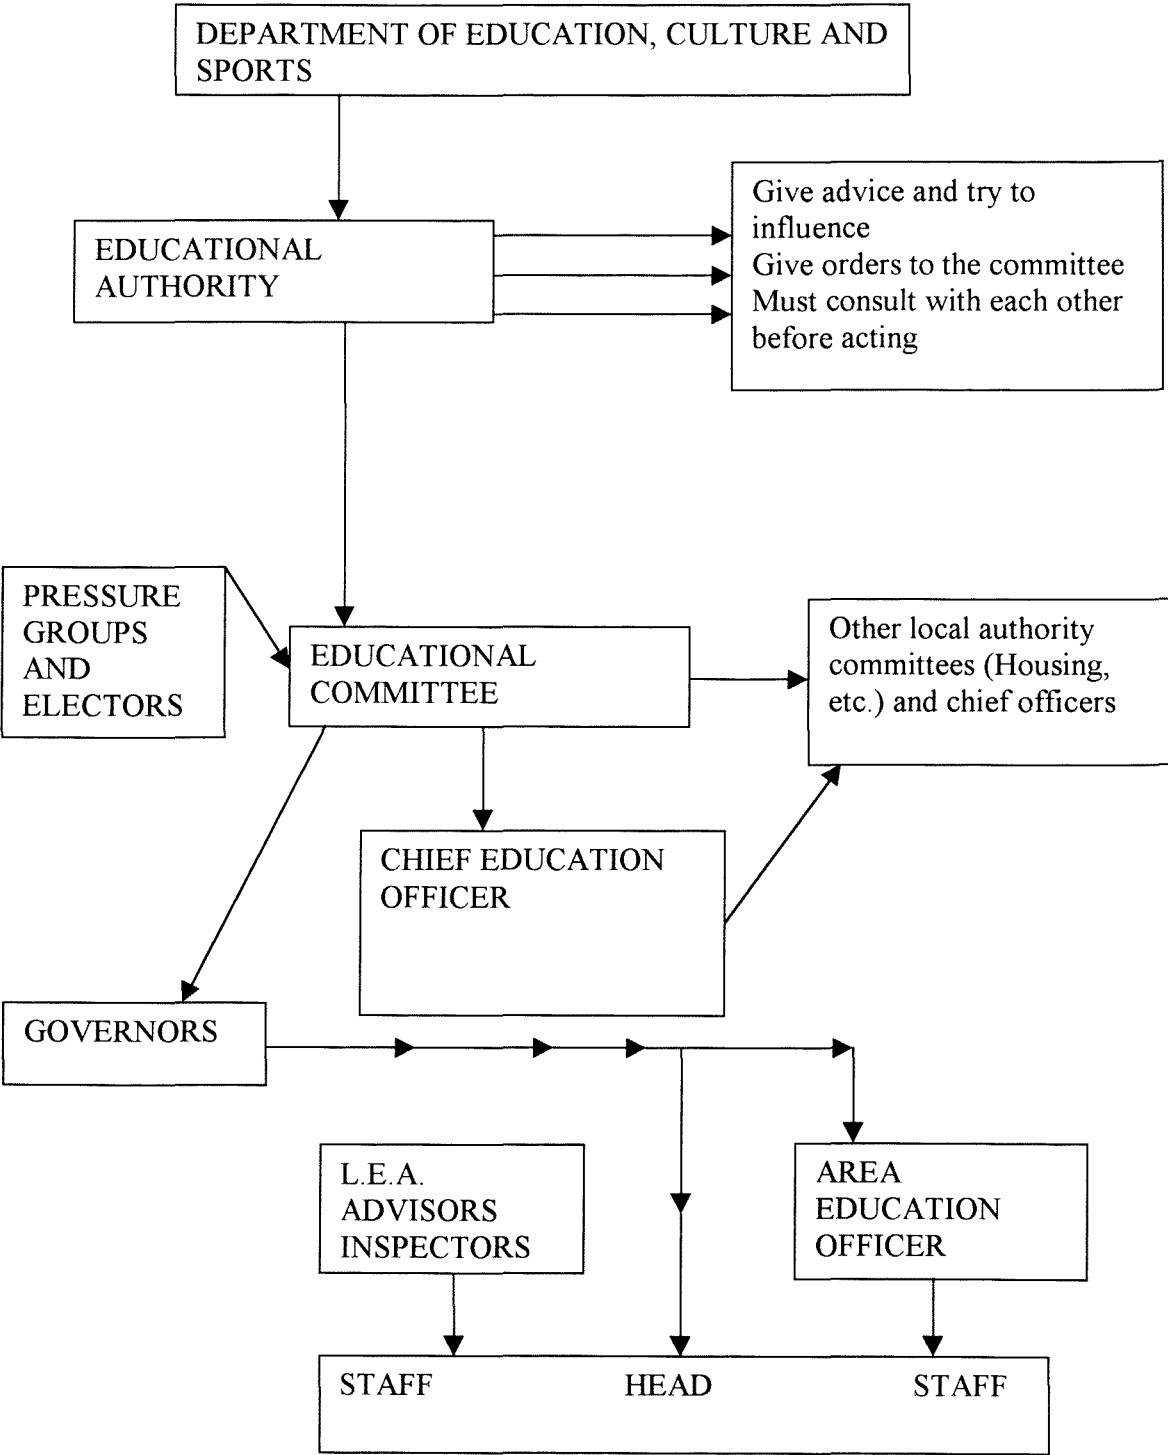 DEPARTMENT OF EDUCATION, CULTURE AND
SPORTS
EDUCATIONAL
AUTHORITY
Give advice and try to
influence
Give orders to the committee
Must consult with each other
before acting
PRESSURE
GROUPS
AND
ELECTORS
EDUCATIONAL
COMMITTEE
Other local authority
committees (Housing,
etc.) and chief officers
CHIEF EDUCATION
OFFICER
GOVERNORS
L.E.A.
ADVISORS
INSPECTORS
AREA
EDUCATION
OFFICER
STAFF HEAD STAFF